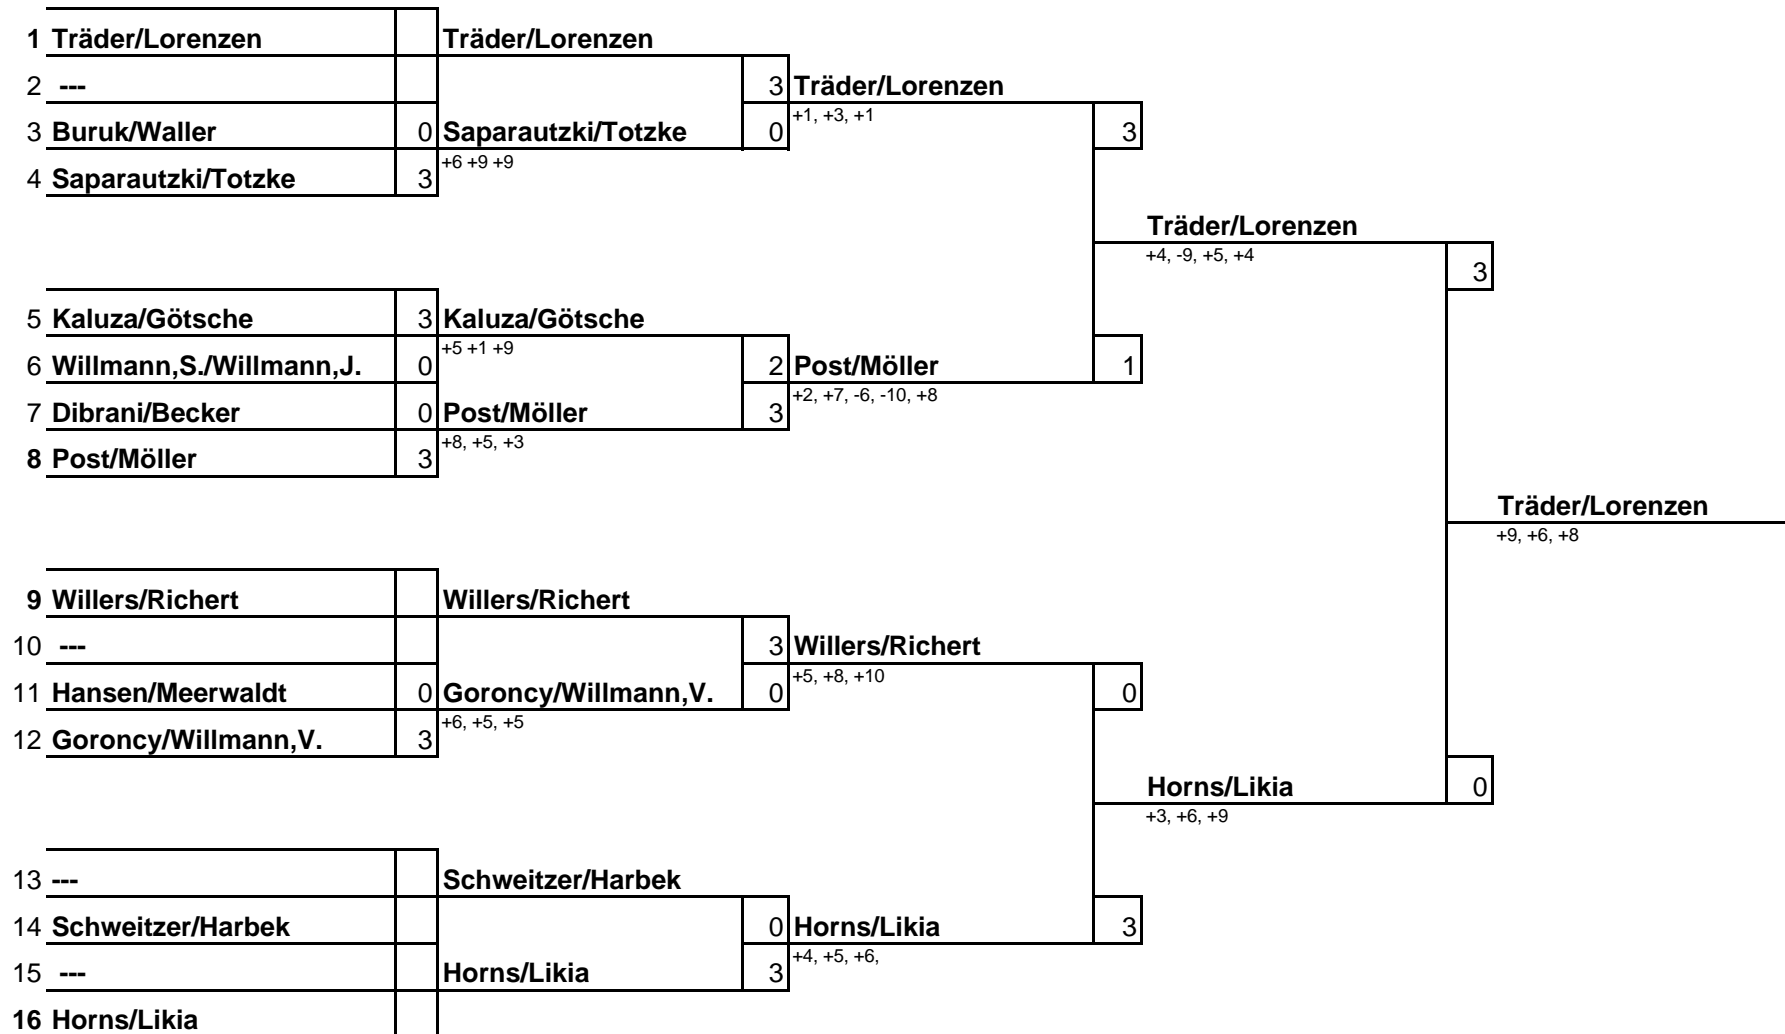 1 Träder/Lorenzen Träder/Lorenzen
2 --- 3 Träder/Lorenzen
+1, +3, +1
3 Buruk/Waller 0 Saparautzki/Totzke 0 3
+6 +9 +9
4 Saparautzki/Totzke 3
Träder/Lorenzen
+4, -9, +5, +4
3
5 Kaluza/Götsche 3 Kaluza/Götsche
+5 +1 +9
6 Willmann,S./Willmann,J. 0 2 Post/Möller 1
+2, +7, -6, -10, +8
7 Dibrani/Becker 0 Post/Möller 3
+8, +5, +3
8 Post/Möller 3
Träder/Lorenzen
+9, +6, +8
9 Willers/Richert Willers/Richert
10 --- 3 Willers/Richert
+5, +8, +10
11 Hansen/Meerwaldt 0 Goroncy/Willmann,V. 0 0
+6, +5, +5
12 Goroncy/Willmann,V. 3
Horns/Likia 0
+3, +6, +9
13 --- Schweitzer/Harbek
14 Schweitzer/Harbek 0 Horns/Likia 3
+4, +5, +6,
15 --- Horns/Likia 3
16 Horns/Likia